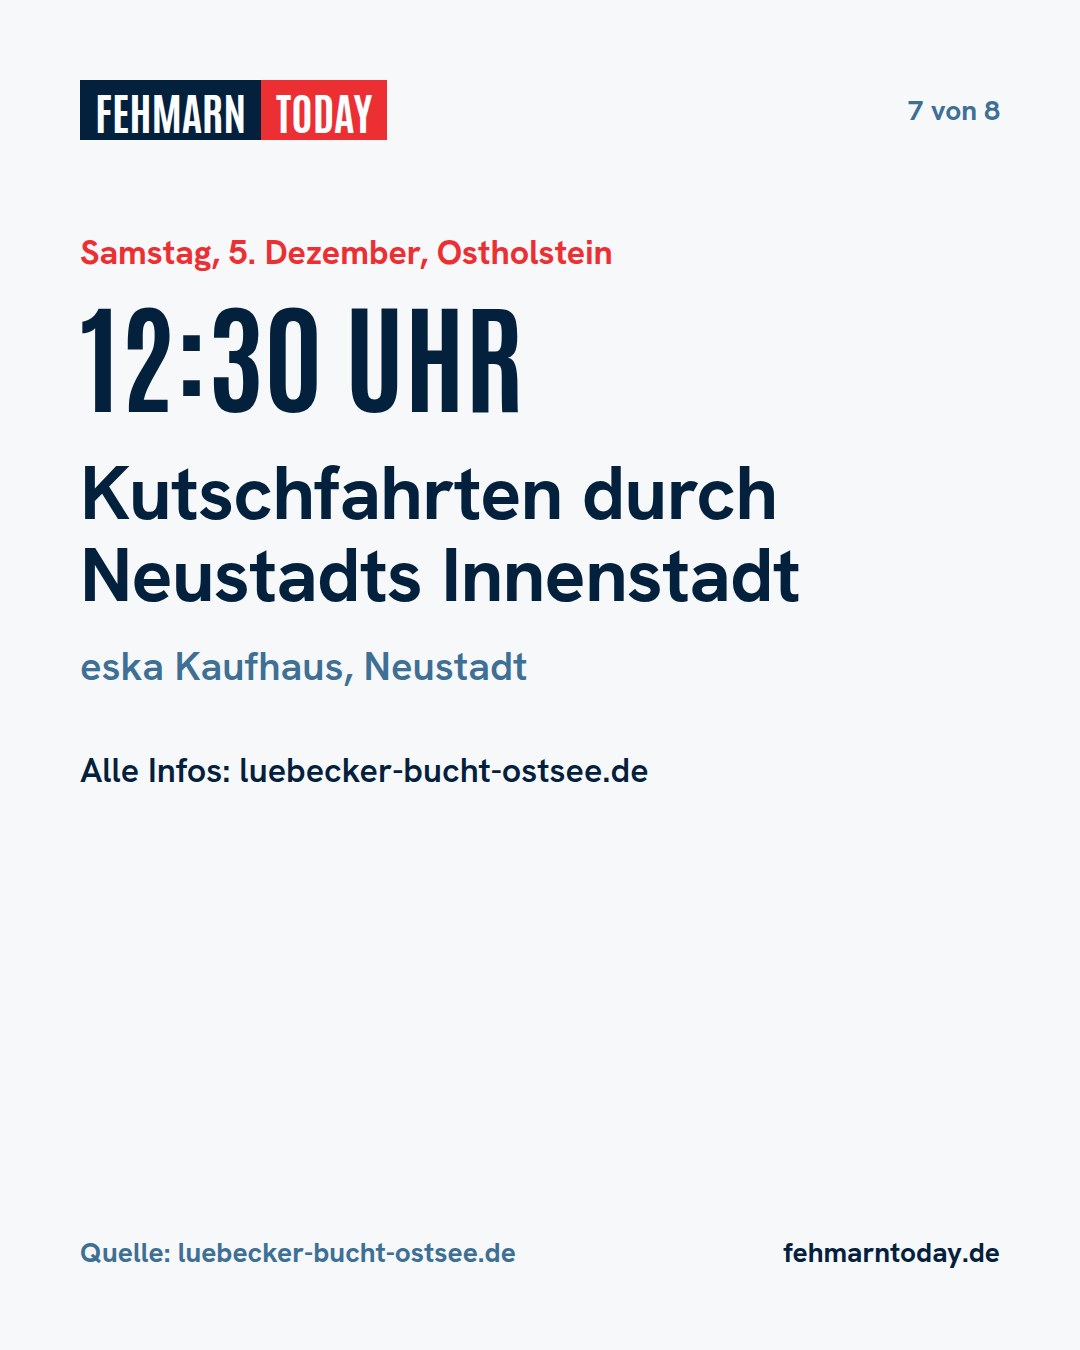 FEHMARN TODAY
7 von 8
Samstag, 5. Dezember, Ostholstein
12:30 UHR
Kutschfahrten durch
Neustadts Innenstadt
eska Kaufhaus, Neustadt
Alle Infos: luebecker-bucht-ostsee.de
Quelle: luebecker-bucht-ostsee.de
fehmarntoday.de